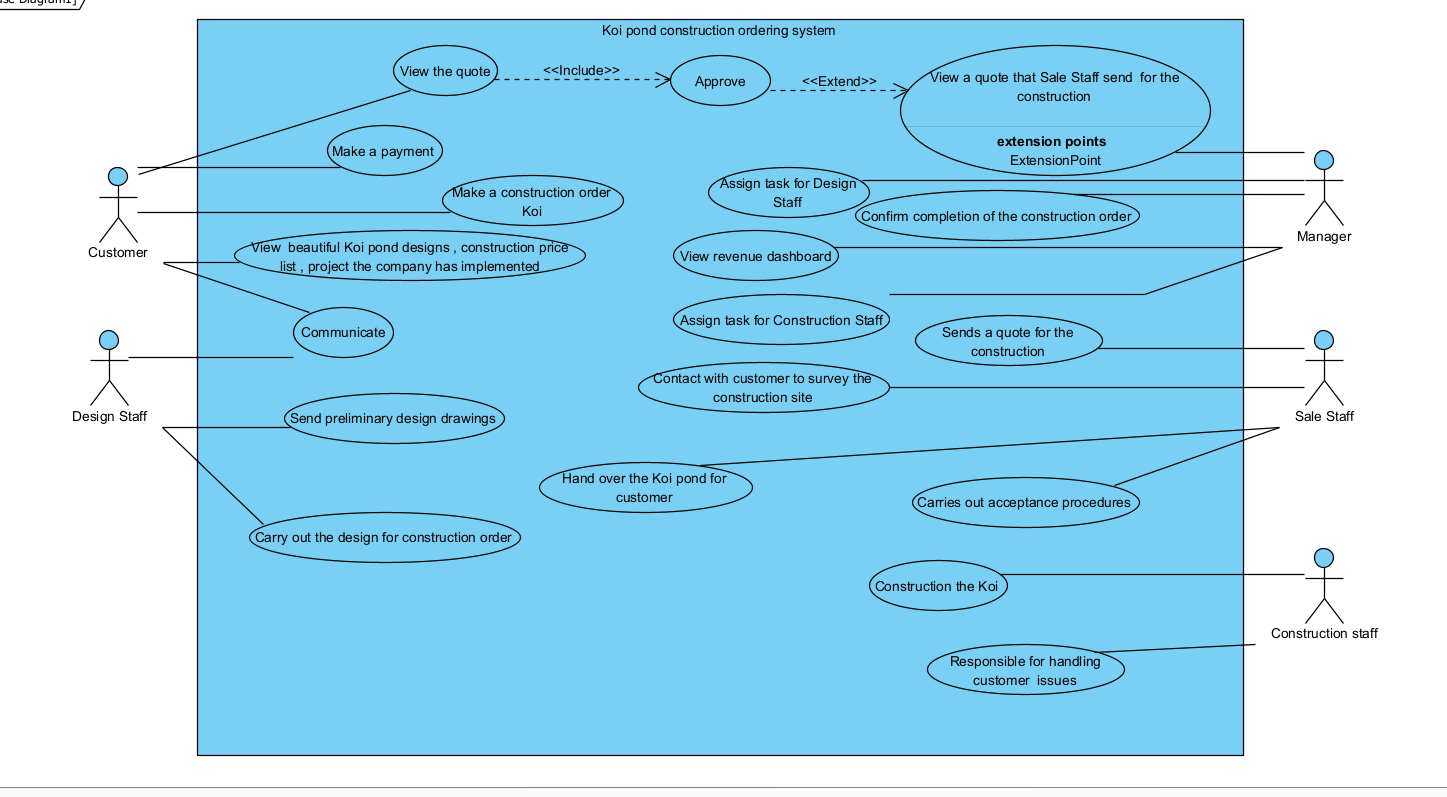 Koi pond construction ordering system
View the quote
<<Include>>
Approve
<<Extend>>
View a quote that Sale Staff send for the
construction
extension points
ExtensionPoint
Make a payment
Make a construction order
Koi
Customer
View beautiful Koi pond designs , construction price
list , project the company has implemented
Communicate
Assign task for Design
Staff
Confirm completion of the construction order
Manager
View revenue dashboard
Assign task for Construction Staff
Sends a quote for the
construction
Contact with customer to survey the
construction site
Design Staff
Sale Staff
Send preliminary design drawings
Hand over the Koi pond for
customer
Carries out acceptance procedures
Carry out the design for construction order
Construction the Koi
Construction staff
Responsible for handling
customer issues